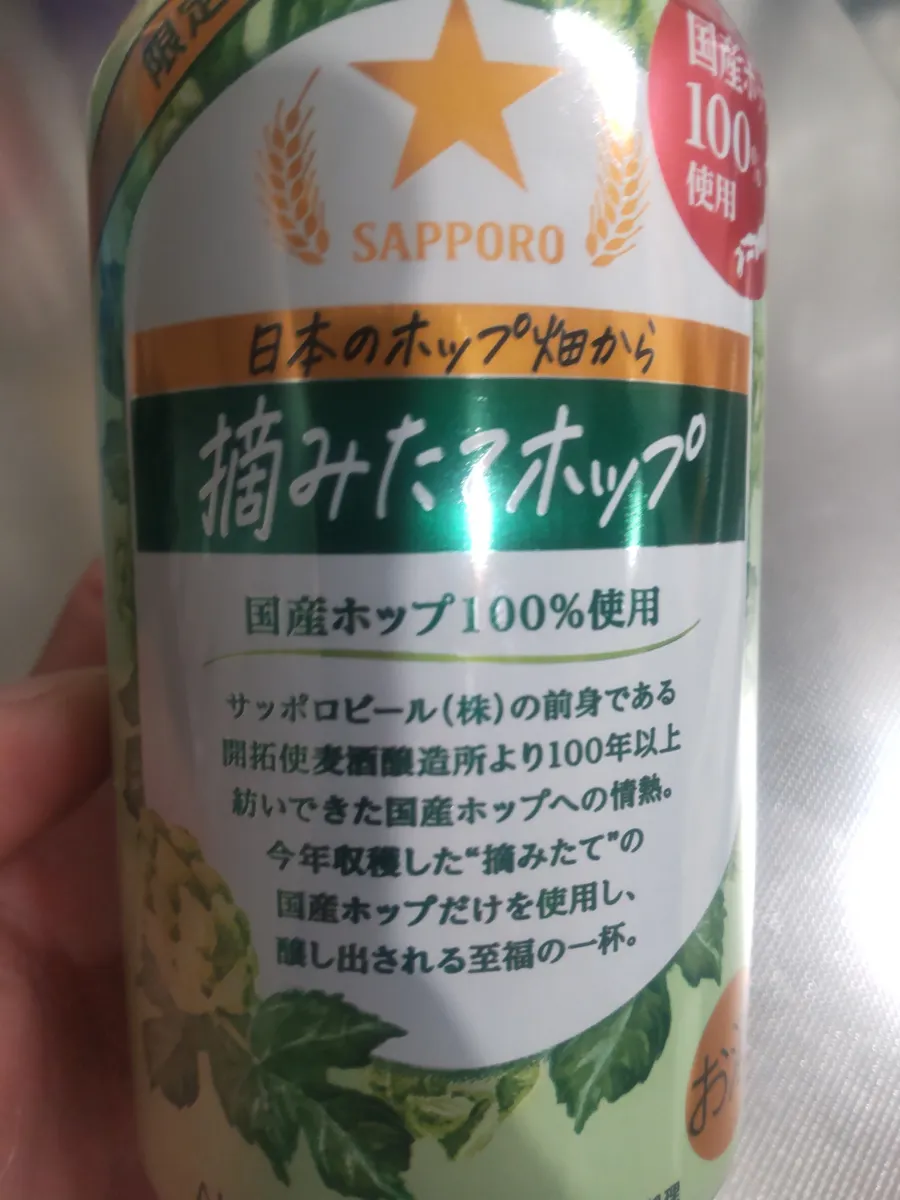 限定
国産ホッ
100%
使用
SAPPORO
日本のホップ畑から
摘みたてホップ
国産ホップ100%使用
サッポロビール(株)の前身である
開拓使麦酒醸造所より100年以上
紡いできた国産ホップへの情熱。
今年収穫した“摘みたて”の
国産ホップだけを使用し、
醸し出される至福の一杯。
お